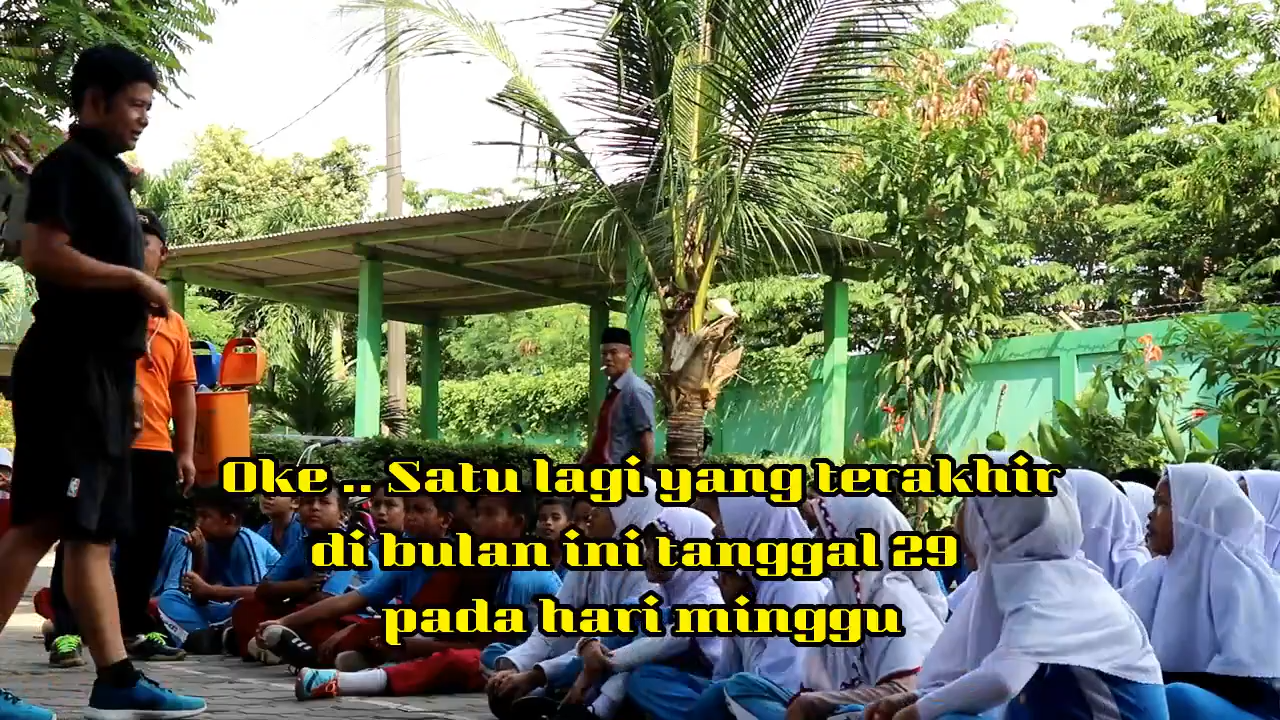 Oke .. Satu lagi yang terakhir
di bulan ini tanggal 29
pada hari minggu